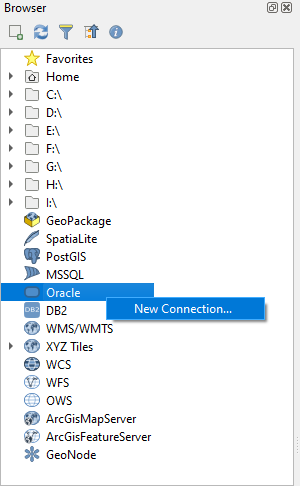 Browser
Favorites
Home
C:\
D:\
E:\
F:\
G:\
H:\
I:\
GeoPackage
SpatiaLite
PostGIS
MSSQL
Oracle
New Connection...
DB2 DB2
WMS/WMTS
XYZ Tiles
WCS
WFS
OWS
ArcGisMapServer
ArcGisFeatureServer
GeoNode